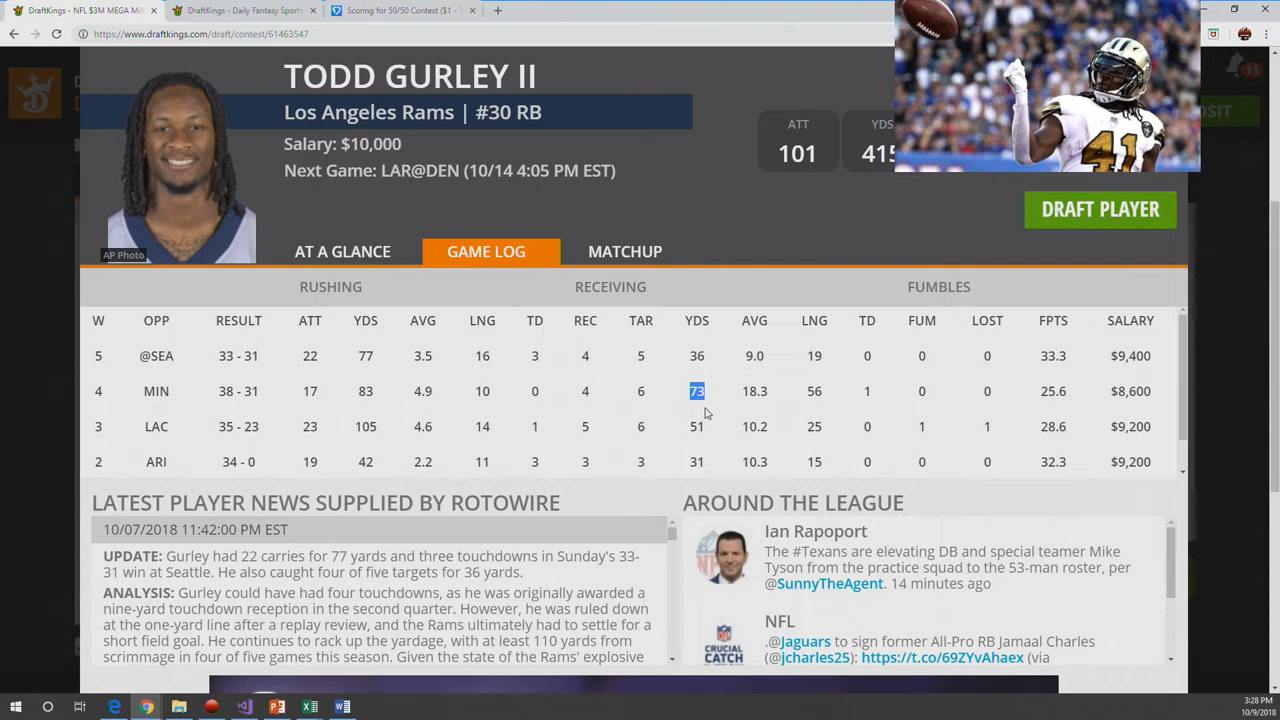 DraftKings - NFL $3M MEGA Mil
DraftKings - Daily Fantasy Sports
Scoring for 50/50 Contest ($1 - T
https://www.draftkings.com/draft/contest/61463547
TODD GURLEY II
Los Angeles Rams | #30 RB
Salary: $10,000
Next Game: LAR@DEN (10/14 4:05 PM EST)
ATT
101
YDS
415
41
11
DRAFT PLAYER
AP Photo
AT A GLANCE
GAME LOG
MATCHUP
RUSHING RECEIVING FUMBLES
W OPP RESULT ATT YDS AVG LNG TD REC TAR YDS AVG LNG TD FUM LOST FPTS SALARY
5 @SEA 33 - 31 22 77 3.5 16 3 4 5 36 9.0 19 0 0 0 33.3 $9,400
4 MIN 38 - 31 17 83 4.9 10 0 4 6 73 18.3 56 1 0 0 25.6 $8,600
3 LAC 35 - 23 23 105 4.6 14 1 5 6 51 10.2 25 0 1 1 28.6 $9,200
2 ARI 34 - 0 19 42 2.2 11 3 3 3 31 10.3 15 0 0 0 32.3 $9,200
LATEST PLAYER NEWS SUPPLIED BY ROTOWIRE
10/07/2018 11:42:00 PM EST
UPDATE: Gurley had 22 carries for 77 yards and three touchdowns in Sunday's 33-
31 win at Seattle. He also caught four of five targets for 36 yards.
ANALYSIS: Gurley could have had four touchdowns, as he was originally awarded a
nine-yard touchdown reception in the second quarter. However, he was ruled down
at the one-yard line after a replay review, and the Rams ultimately had to settle for a
short field goal. He continues to rack up the yardage, with at least 110 yards from
scrimmage in four of five games this season. Given the state of the Rams' explosive
AROUND THE LEAGUE
Ian Rapoport
The #Texans are elevating DB and special teamer Mike
Tyson from the practice squad to the 53-man roster, per
@SunnyTheAgent. 14 minutes ago
NFL
.@Jaguars to sign former All-Pro RB Jamaal Charles
(@jcharles25): https://t.co/69ZYvAhaex (via
CRUCIAL
CATCH
3:28 PM
10/9/2018